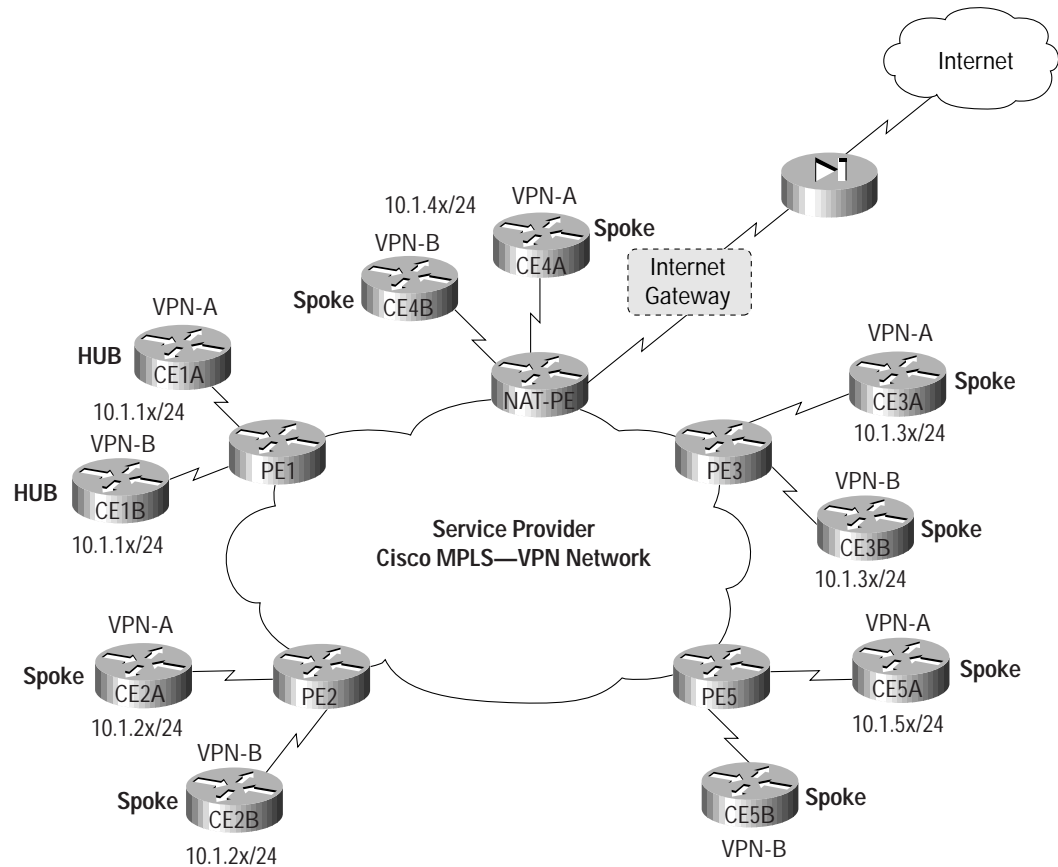 Internet
VPN-A
10.1.4x/24
Spoke
VPN-B
CE4A
Internet
Gateway
Spoke
CE4B
VPN-A
HUB
CE1A
NAT-PE
VPN-A
Spoke
CE3A
10.1.1x/24
10.1.3x/24
VPN-B
PE1
PE3
HUB
CE1B
10.1.1x/24
VPN-B
CE3B
Spoke
10.1.3x/24
Service Provider
Cisco MPLS—VPN Network
VPN-A
Spoke
CE2A
10.1.2x/24
PE2
VPN-A
PE5
CE5A
Spoke
10.1.5x/24
VPN-B
Spoke
CE2B
10.1.2x/24
CE5B
Spoke
VPN-B